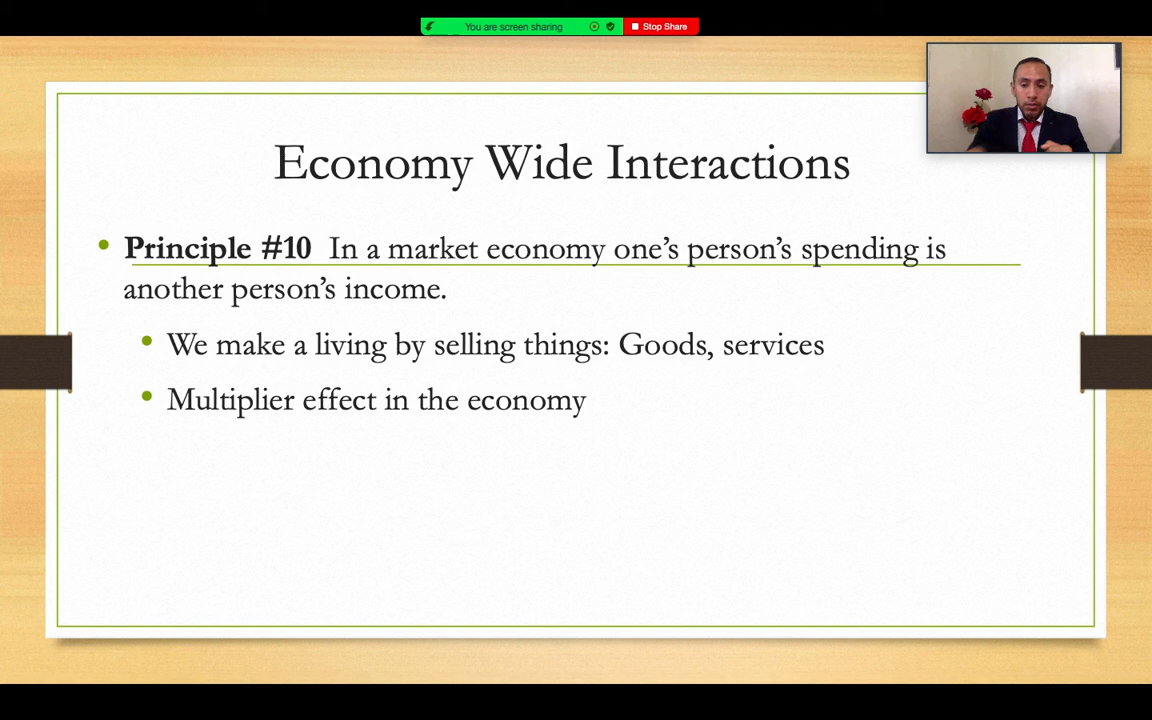 You are screen sharing
Stop Share
Economy Wide Interactions
Principle #10 In a market economy one’s person’s spending is
another person’s income.
We make a living by selling things: Goods, services
Multiplier effect in the economy